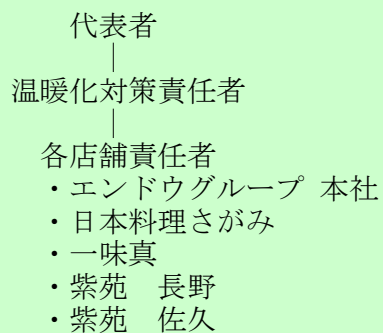 代表者
温暖化対策責任者
各店舗責任者
・エンドウグループ 本社
・日本料理さがみ
・一味真
・紫苑　長野
・紫苑　佐久